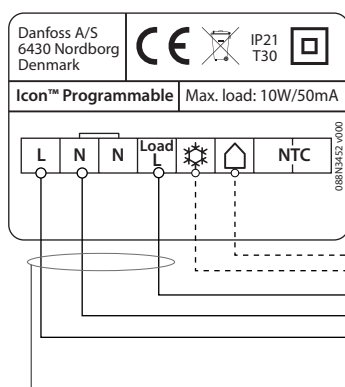 Danfoss A/S
6430 Nordborg
Denmark
CE
IP21
T30
Icon™ Programmable
Max. load: 10W/50mA
L
N
N
Load
L
NTC
088N3452 v000